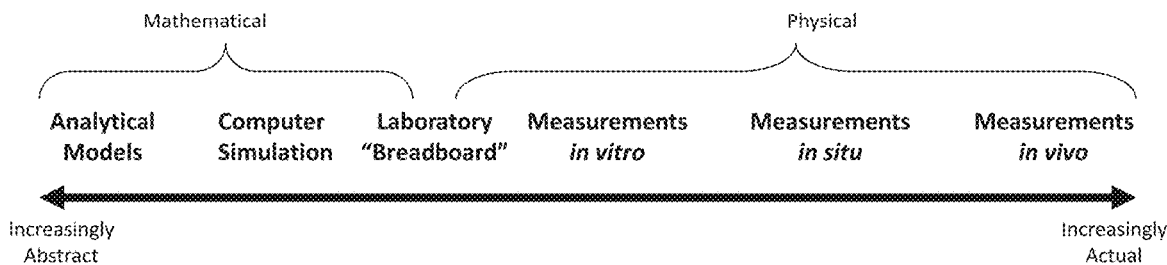 Mathematical
Physical
Analytical Models
Computer Simulation
Laboratory "Breadboard"
Measurements in vitro
Measurements in situ
Measurements in vivo
Increasingly Abstract
Increasingly Actual